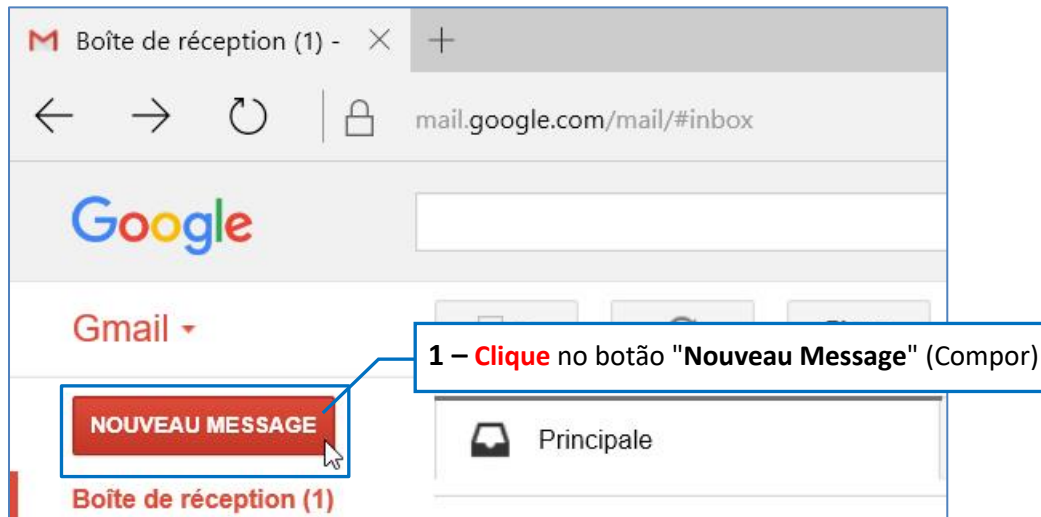 M Boîte de réception (1) -
mail.google.com/mail/#inbox
Google
Gmail
1 – Clique no botão "Nouveau Message" (Compor)
NOUVEAU MESSAGE
Principale
Boîte de réception (1)